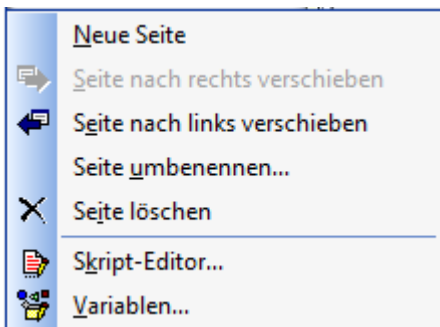 Neue Seite
Seite nach rechts verschieben
Seite nach links verschieben
Seite umbenennen...
Seite löschen
Skript-Editor...
Variablen...